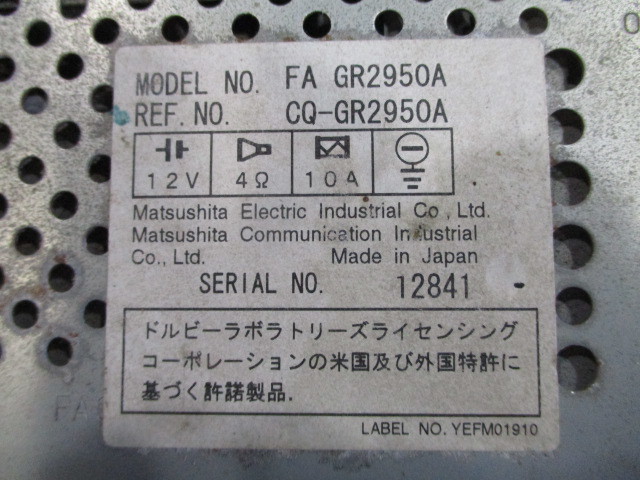 MODEL NO. FA GR2950A
REF. NO. CQ-GR2950A
12V 4Ω 10A
Matsushita Electric Industrial Co., Ltd.
Matsushita Communication Industrial
Co., Ltd. Made in Japan
SERIAL NO. 12841 -
ドルビーラボラトリーズライセンシング
コーポレーションの米国及び外国特許に
基づく許諾製品.
LABEL NO. YEFM01910
FA